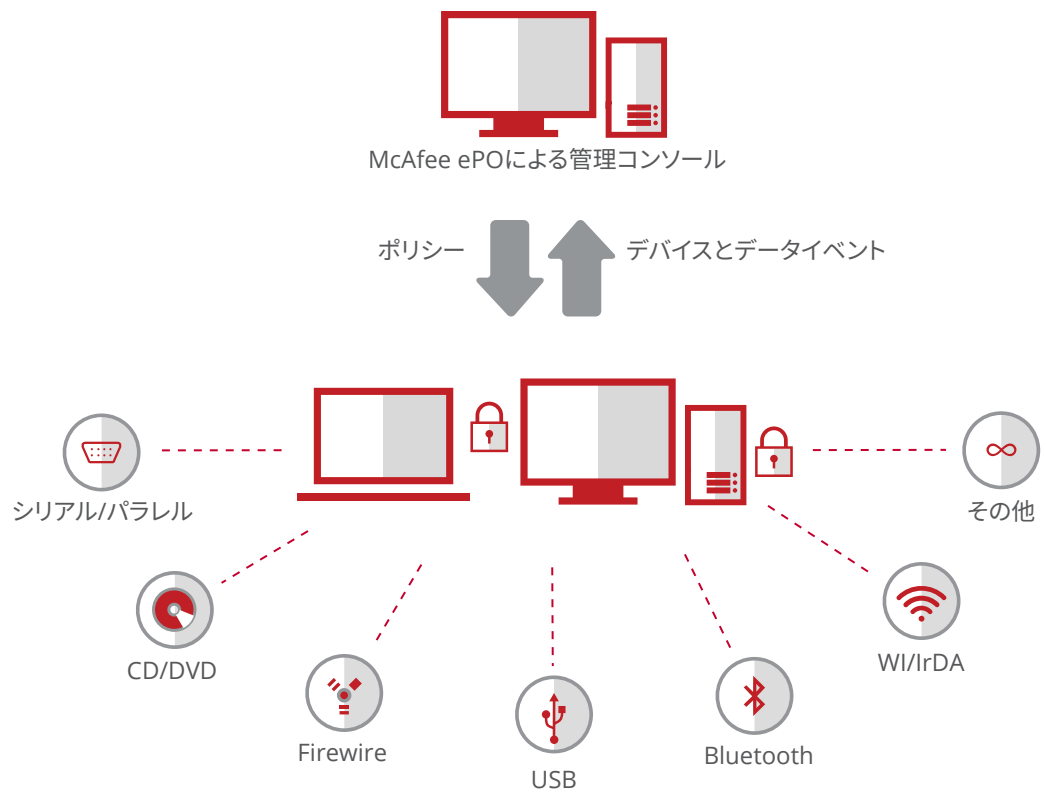 McAfee ePOによる管理コンソール
ポリシー
デバイスとデータイベント
シリアル/パラレル
その他
CD/DVD
WI/IrDA
Firewire
Bluetooth
USB